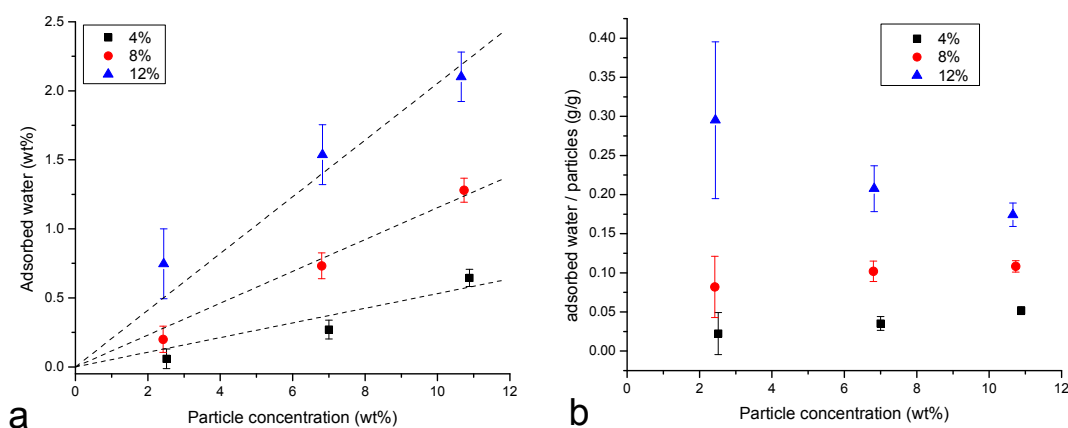 4%
8%
12%
2.5
2.0
1.5
1.0
0.5
0.0
Adsorbed water (wt%)
0 2 4 6 8 10 12
Particle concentration (wt%)
a
4%
8%
12%
0.40
0.35
0.30
0.25
0.20
0.15
0.10
0.05
0.00
adsorbed water / particles (g/g)
0 2 4 6 8 10 12
Particle concentration (wt%)
b